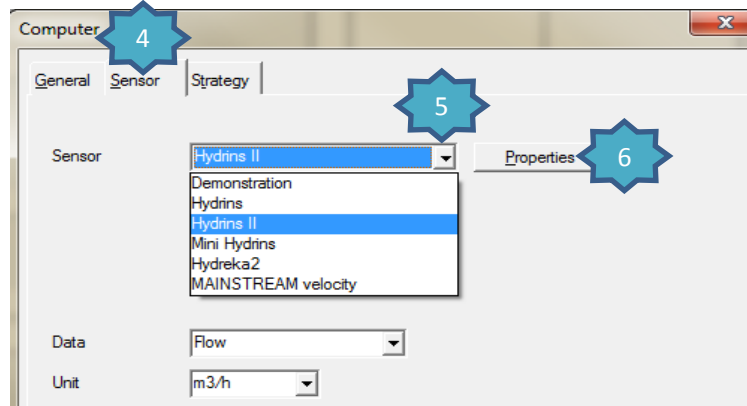 Computer
4
General Sensor Strategy
5
Sensor Hydrins II Properties 6
Demonstration
Hydrins
Hydrins II
Mini Hydrins
Hydreka2
MAINSTREAM velocity
Data Flow
Unit m3/h